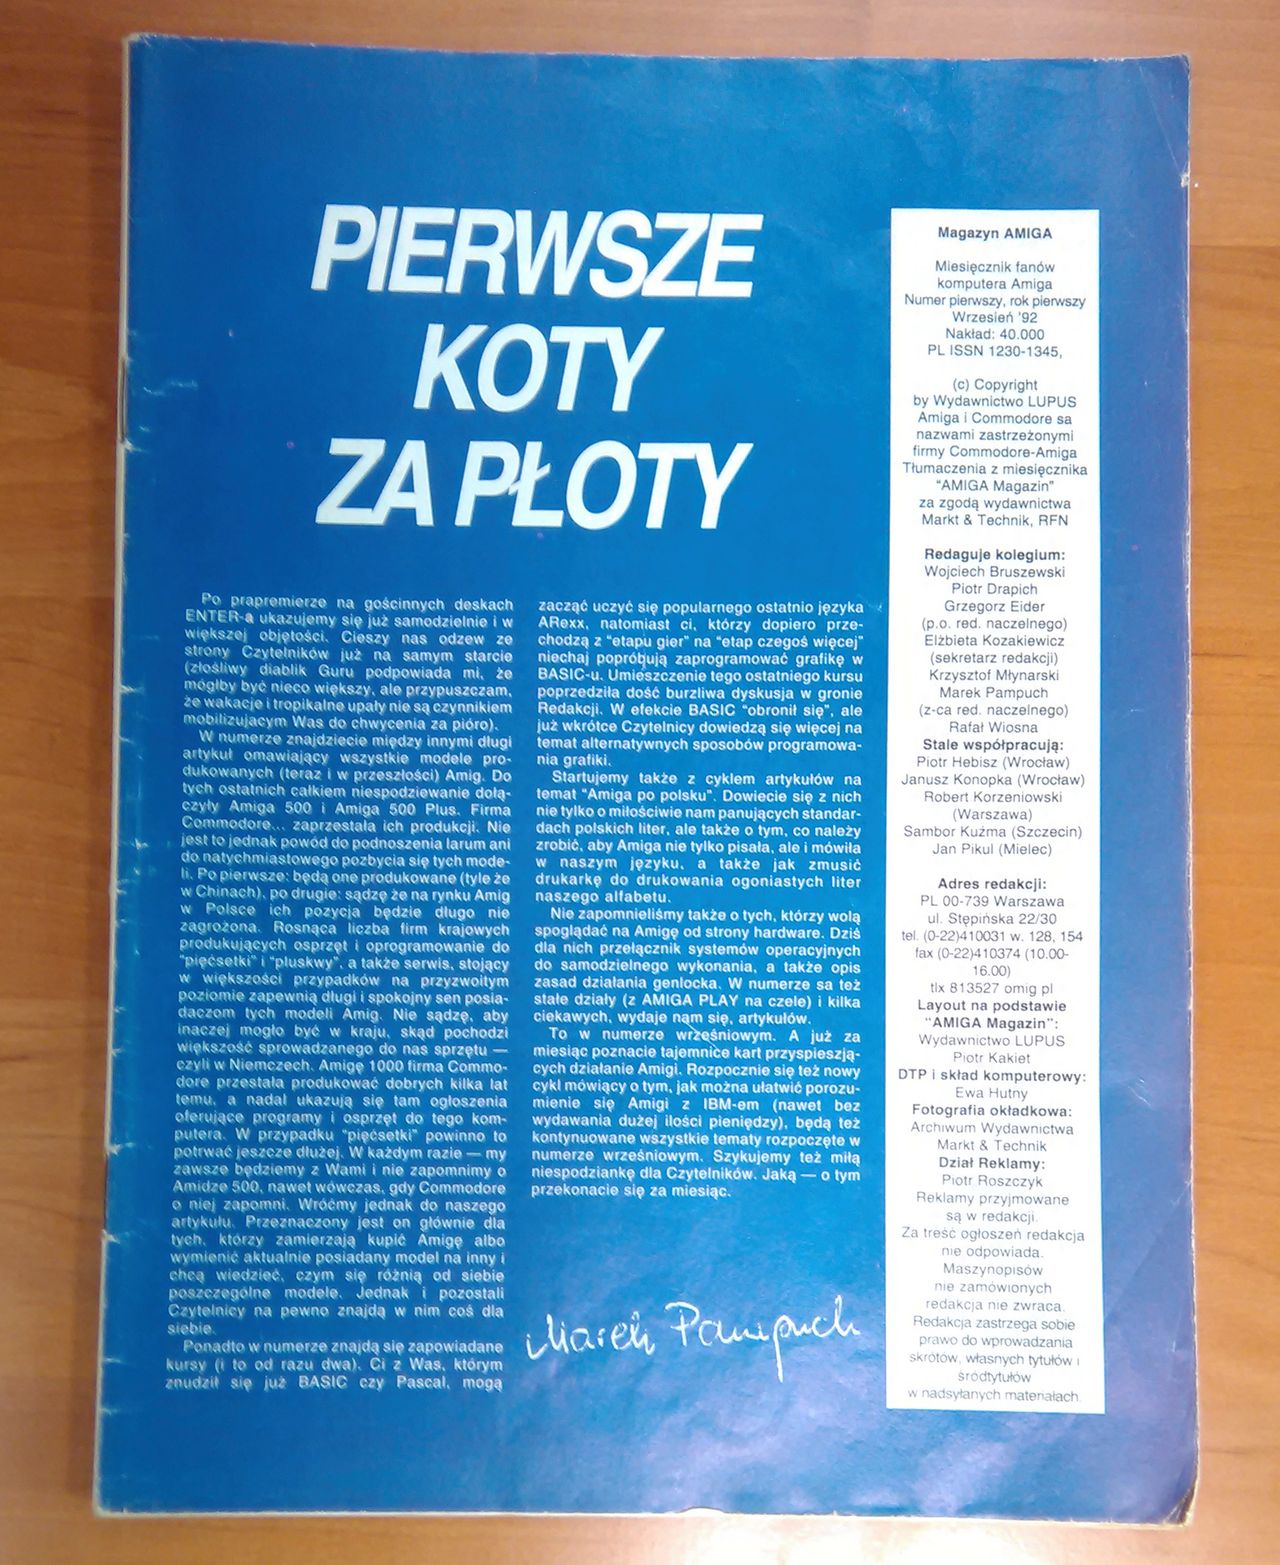 PIERWSZE
KOTY
ZA PŁOTY
Po prapremierze na gościnnych deskach
ENTER-a ukazujemy się już samodzielnie i w
większej objętości. Cieszy nas odzew ze
strony Czytelników już na samym starcie
(złośliwy diablik Guru podpowiada mi, że
mógłby być nieco większy, ale przypuszczam,
że wakacje i tropikalne upały nie są czynnikiem
mobilizującym Was do chwycenia za pióro).
W numerze znajdziecie między innymi długi
artykuł omawiający wszystkie modele pro-
dukowanych (teraz i w przeszłości) Amig. Do
tych ostatnich całkiem niespodziewanie dołą-
czyły Amiga 500 i Amiga 500 Plus. Firma
Commodore... zaprzestała ich produkcji. Nie
jest to jednak powód do podnoszenia larum ani
do natychmiastowego pozbycia się tych mode-
li. Po pierwsze: będą one produkowane (tyle że
w Chinach), po drugie: sądzę że na rynku Amig
w Polsce ich pozycja będzie długo nie
zagrożona. Rosnąca liczba firm krajowych
produkujących osprzęt i oprogramowanie do
"pięćsetki" i "pluskwy", a także serwis, stojący
w większości przypadków na przyzwoitym
poziomie zapewnią długi i spokojny sen posia-
daczom tych modeli Amig. Nie sądzę, aby
inaczej mogło być w kraju, skąd pochodzi
większość sprowadzanego do nas sprzętu —
czyli w Niemczech. Amigę 1000 firma Commo-
dore przestała produkować dobrych kilka lat
temu, a nadal ukazują się tam ogłoszenia
oferujące programy i osprzęt do tego kom-
putera. W przypadku "pięćsetki" powinno to
potrwać jeszcze dłużej. W każdym razie — my
zawsze będziemy z Wami i nie zapomnimy o
Amidze 500, nawet wówczas, gdy Commodore
o niej zapomni. Wróćmy jednak do naszego
artykułu. Przeznaczony jest on głównie dla
tych, którzy zamierzają kupić Amigę albo
wymienić aktualnie posiadany model na inny i
chcą wiedzieć, czym się różnią od siebie
poszczególne modele. Jednak i pozostali
Czytelnicy na pewno znajdą w nim coś dla
siebie.
Ponadto w numerze znajdą się zapowiadane
kursy (i to od razu dwa). Ci z Was, którym
znudził się już BASIC czy Pascal, mogą
zacząć uczyć się popularnego ostatnio języka
ARexx, natomiast ci, którzy dopiero prze-
chodzą z "etapu gier" na "etap czegoś więcej"
niechaj popróbują zaprogramować grafikę w
BASIC-u. Umieszczenie tego ostatniego kursu
poprzedziła dość burzliwa dyskusja w gronie
Redakcji. W efekcie BASIC "obronił się", ale
już wkrótce Czytelnicy dowiedzą się więcej na
temat alternatywnych sposobów programowa-
nia grafiki.
Startujemy także z cyklem artykułów na
temat "Amiga po polsku". Dowiecie się z nich
nie tylko o miłościwie nam panujących standar-
dach polskich liter, ale także o tym, co należy
zrobić, aby Amiga nie tylko pisała, ale i mówiła
w naszym języku, a także jak zmusić
drukarkę do drukowania ogoniastych liter
naszego alfabetu.
Nie zapomnieliśmy także o tych, którzy wolą
spoglądać na Amigę od strony hardware. Dziś
dla nich przełącznik systemów operacyjnych
do samodzielnego wykonania, a także opis
zasad działania genlocka. W numerze sa też
stałe działy (z AMIGA PLAY na czele) i kilka
ciekawych, wydaje nam się, artykułów.
To w numerze wrześniowym. A już za
miesiąc poznacie tajemnice kart przyspieszją-
cych działanie Amigi. Rozpocznie się też nowy
cykl mówiący o tym, jak można ułatwić porozu-
mienie się Amigi z IBM-em (nawet bez
wydawania dużej ilości pieniędzy), będą też
kontynuowane wszystkie tematy rozpoczęte w
numerze wrześniowym. Szykujemy też miłą
niespodziankę dla Czytelników. Jaką — o tym
przekonacie się za miesiąc.
Marek Pampuch
Magazyn AMIGA
Miesięcznik fanów
komputera Amiga
Numer pierwszy, rok pierwszy
Wrzesień '92
Nakład: 40.000
PL ISSN 1230-1345,
(c) Copyright
by Wydawnictwo LUPUS
Amiga i Commodore sa
nazwami zastrzeżonymi
firmy Commodore-Amiga
Tłumaczenia z miesięcznika
"AMIGA Magazin"
za zgodą wydawnictwa
Markt & Technik, RFN
Redaguje kolegium:
Wojciech Bruszewski
Piotr Drapich
Grzegorz Eider
(p.o. red. naczelnego)
Elżbieta Kozakiewicz
(sekretarz redakcji)
Krzysztof Młynarski
Marek Pampuch
(z-ca red. naczelnego)
Rafał Wiosna
Stale współpracują:
Piotr Hebisz (Wrocław)
Janusz Konopka (Wrocław)
Robert Korzeniowski
(Warszawa)
Sambor Kuźma (Szczecin)
Jan Pikul (Mielec)
Adres redakcji:
PL 00-739 Warszawa
ul. Stępińska 22/30
tel. (0-22)410031 w. 128, 154
fax (0-22)410374 (10.00-
16.00)
tlx 813527 omig pl
Layout na podstawie
"AMIGA Magazin":
Wydawnictwo LUPUS
Piotr Kakiet
DTP i skład komputerowy:
Ewa Hutny
Fotografia okładkowa:
Archiwum Wydawnictwa
Markt & Technik
Dział Reklamy:
Piotr Roszczyk
Reklamy przyjmowane
są w redakcji.
Za treść ogłoszeń redakcja
nie odpowiada.
Maszynopisów
nie zamówionych
redakcja nie zwraca.
Redakcja zastrzega sobie
prawo do wprowadzania
skrótów, własnych tytułów i
śródtytułów
w nadsyłanych materiałach.